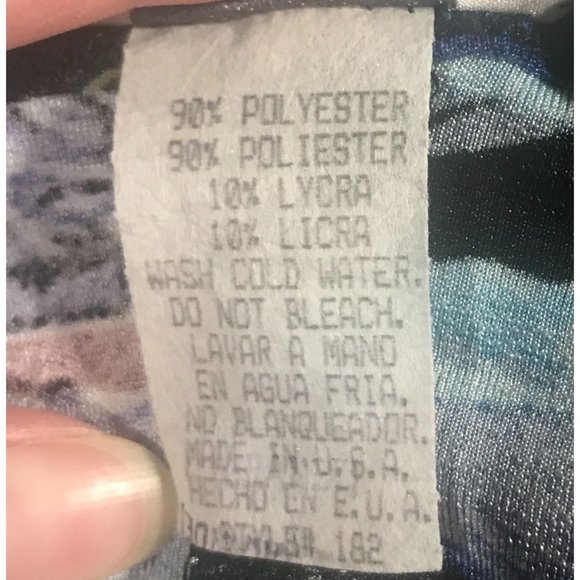 90% POLYESTER
90% POLIESTER
10% LYCRA
10% LICRA
WASH COLD WATER.
DO NOT BLEACH.
LAVAR A MANO
EN AGUA FRIA.
NO BLANQUEADOR.
MADE IN U.S.A.
HECHO EN E.U.A.
182